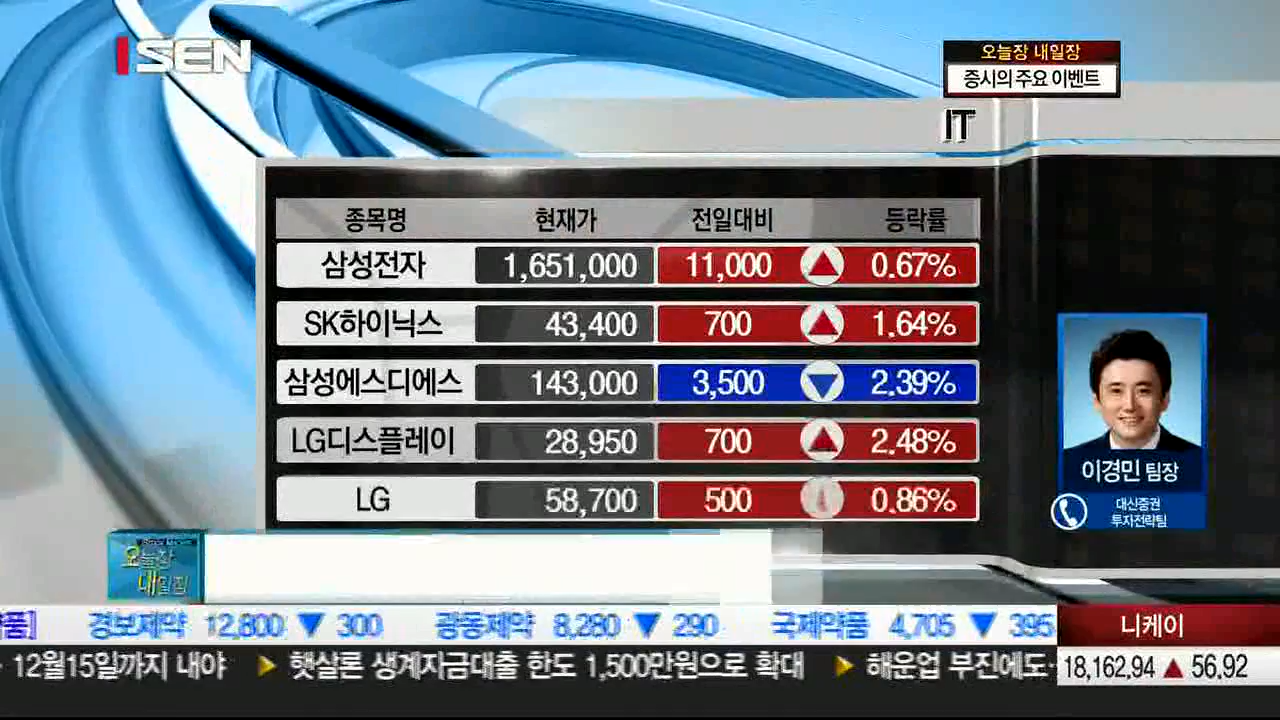 SEN
오늘장 내일장
증시의 주요 이벤트
IT
종목명 현재가 전일대비 등락률
삼성전자 1,651,000 11,000 ▲ 0.67%
SK하이닉스 43,400 700 ▲ 1.64%
삼성에스디에스 143,000 3,500 ▼ 2.39%
LG디스플레이 28,950 700 ▲ 2.48%
LG 58,700 500 0.86%
이경민 팀장
대신증권
투자전략팀
오늘장
내일장
경보제약 12,800 ▼ 300 광동제약 8,280 ▼ 290 국제약품 4,705 ▼ 395
니케이
12월15일까지 내야 ▶ 햇살론 생계자금대출 한도 1,500만원으로 확대 ▶ 해운업 부진에도
18,162,94 ▲ 56,92